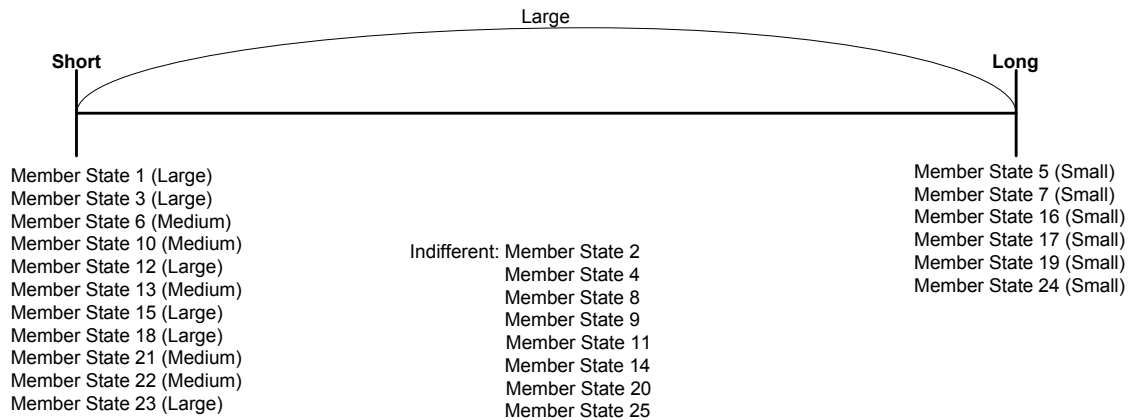 Large
Short
Long
Member State 1 (Large)
Member State 3 (Large)
Member State 6 (Medium)
Member State 10 (Medium)
Member State 12 (Large)
Member State 13 (Medium)
Member State 15 (Large)
Member State 18 (Large)
Member State 21 (Medium)
Member State 22 (Medium)
Member State 23 (Large)
Indifferent: Member State 2
Member State 4
Member State 8
Member State 9
Member State 11
Member State 14
Member State 20
Member State 25
Member State 5 (Small)
Member State 7 (Small)
Member State 16 (Small)
Member State 17 (Small)
Member State 19 (Small)
Member State 24 (Small)